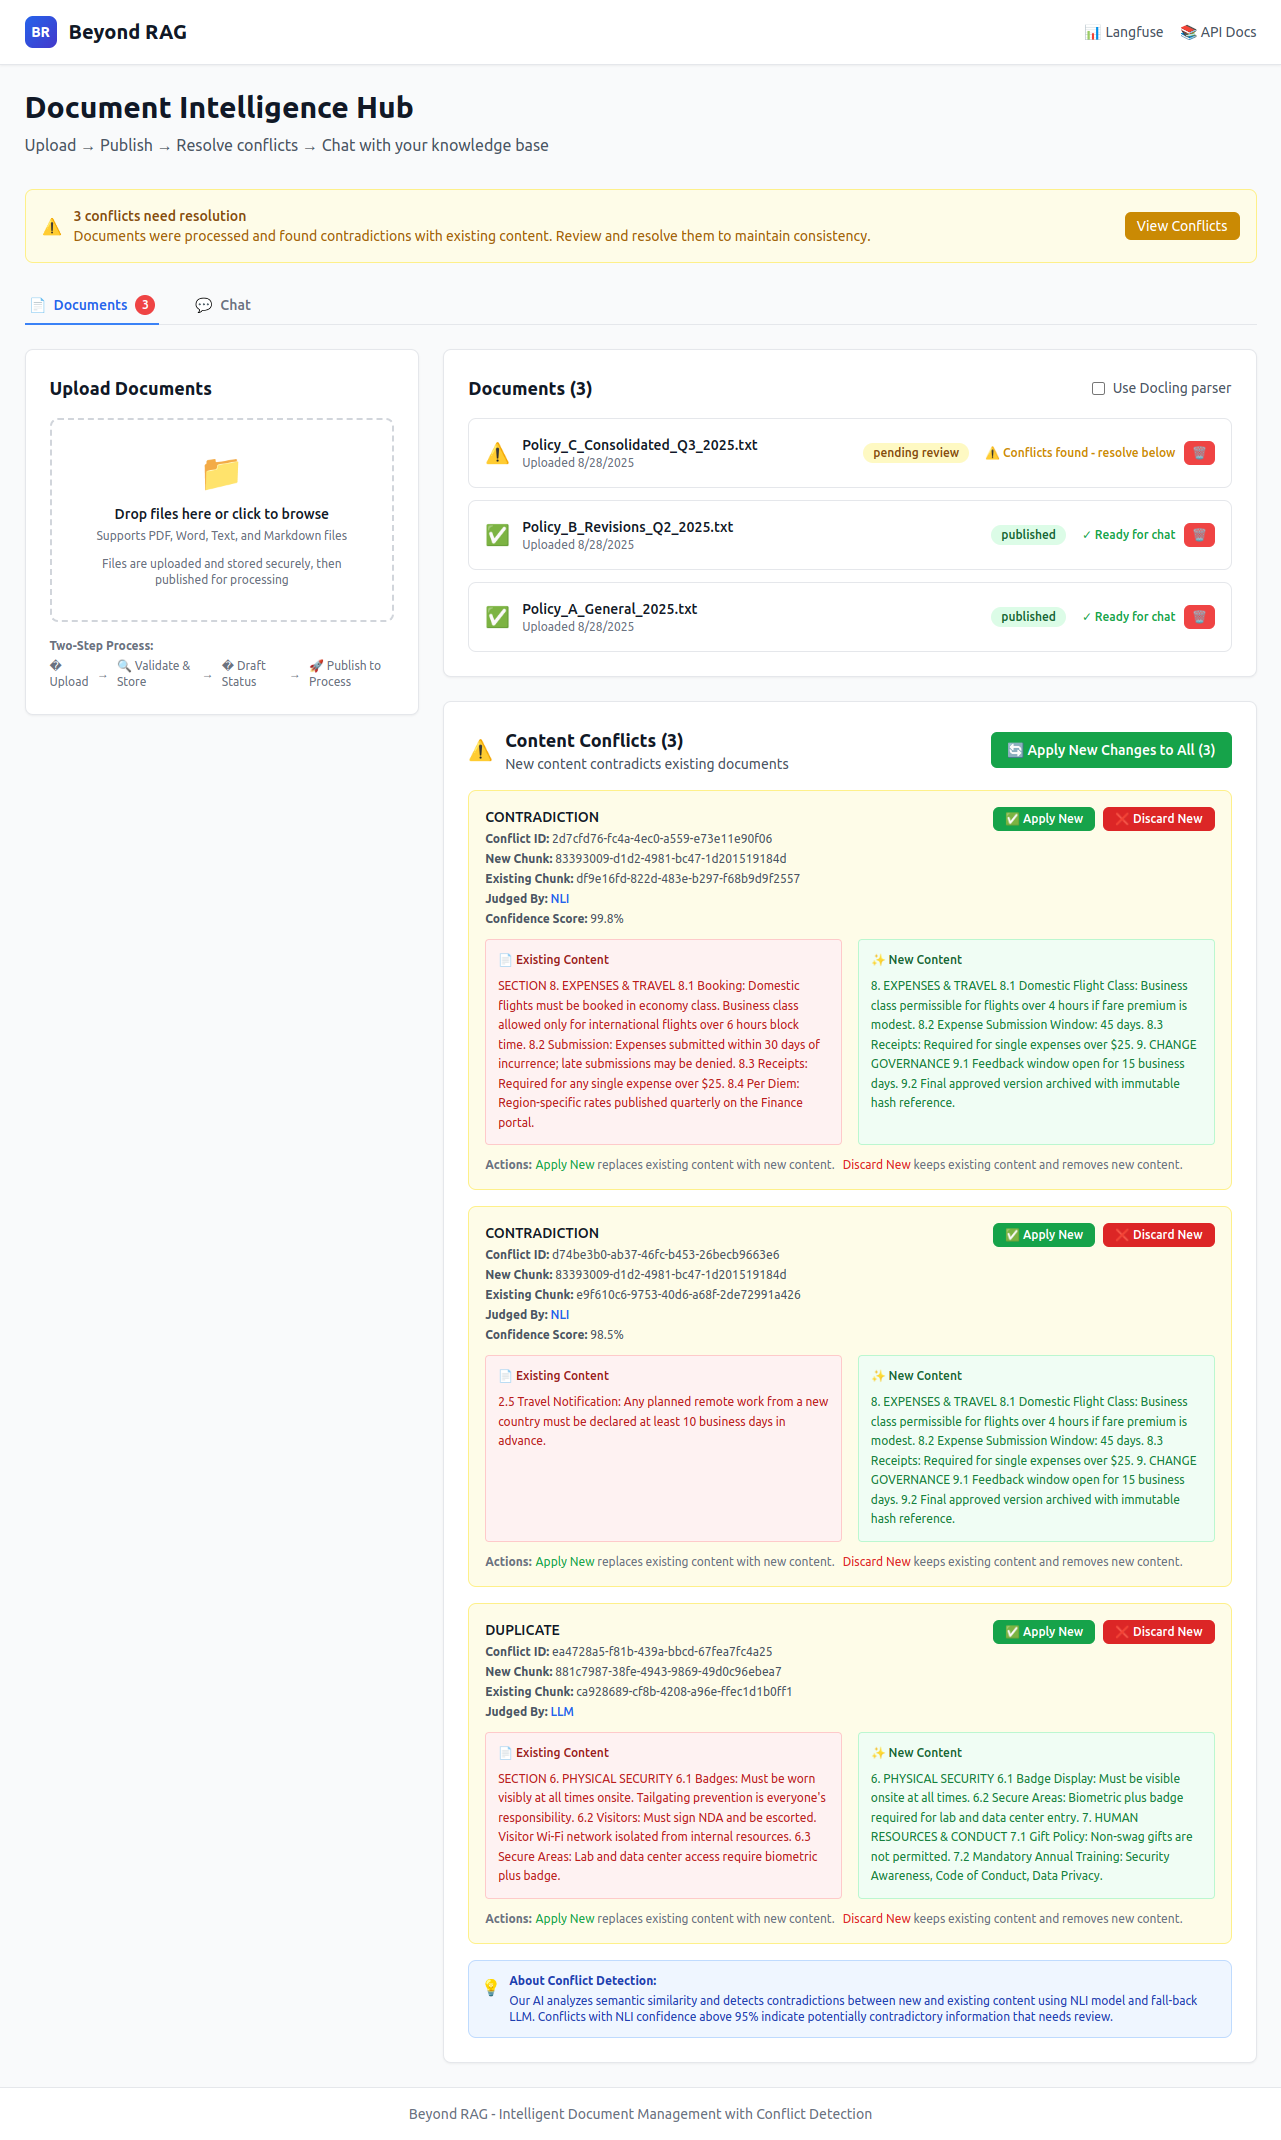 BR Beyond RAG
📊 Langfuse 📚 API Docs
Document Intelligence Hub
Upload → Publish → Resolve conflicts → Chat with your knowledge base
3 conflicts need resolution
Documents were processed and found contradictions with existing content. Review and resolve them to maintain consistency.
View Conflicts
📄 Documents 3
💬 Chat
Upload Documents
Drop files here or click to browse
Supports PDF, Word, Text, and Markdown files
Files are uploaded and stored securely, then
published for processing
Two-Step Process:
� Upload → 🔍 Validate & Store → � Draft Status → 🚀 Publish to Process
Documents (3)
Use Docling parser
Policy_C_Consolidated_Q3_2025.txt
Uploaded 8/28/2025
pending review
⚠️ Conflicts found - resolve below
Policy_B_Revisions_Q2_2025.txt
Uploaded 8/28/2025
published
✓ Ready for chat
Policy_A_General_2025.txt
Uploaded 8/28/2025
published
✓ Ready for chat
Content Conflicts (3)
New content contradicts existing documents
🔄 Apply New Changes to All (3)
CONTRADICTION
✅ Apply New
❌ Discard New
Conflict ID: 2d7cfd76-fc4a-4ec0-a559-e73e11e90f06
New Chunk: 83393009-d1d2-4981-bc47-1d201519184d
Existing Chunk: df9e16fd-822d-483e-b297-f68b9d9f2557
Judged By: NLI
Confidence Score: 99.8%
📄 Existing Content
SECTION 8. EXPENSES & TRAVEL 8.1 Booking: Domestic
flights must be booked in economy class. Business class
allowed only for international flights over 6 hours block
time. 8.2 Submission: Expenses submitted within 30 days of
incurrence; late submissions may be denied. 8.3 Receipts:
Required for any single expense over $25. 8.4 Per Diem:
Region-specific rates published quarterly on the Finance
portal.
✨ New Content
8. EXPENSES & TRAVEL 8.1 Domestic Flight Class: Business
class permissible for flights over 4 hours if fare premium is
modest. 8.2 Expense Submission Window: 45 days. 8.3
Receipts: Required for single expenses over $25. 9. CHANGE
GOVERNANCE 9.1 Feedback window open for 15 business
days. 9.2 Final approved version archived with immutable
hash reference.
Actions: Apply New replaces existing content with new content. Discard New keeps existing content and removes new content.
CONTRADICTION
✅ Apply New
❌ Discard New
Conflict ID: d74be3b0-ab37-46fc-b453-26becb9663e6
New Chunk: 83393009-d1d2-4981-bc47-1d201519184d
Existing Chunk: e9f610c6-9753-40d6-a68f-2de72991a426
Judged By: NLI
Confidence Score: 98.5%
📄 Existing Content
2.5 Travel Notification: Any planned remote work from a new
country must be declared at least 10 business days in
advance.
✨ New Content
8. EXPENSES & TRAVEL 8.1 Domestic Flight Class: Business
class permissible for flights over 4 hours if fare premium is
modest. 8.2 Expense Submission Window: 45 days. 8.3
Receipts: Required for single expenses over $25. 9. CHANGE
GOVERNANCE 9.1 Feedback window open for 15 business
days. 9.2 Final approved version archived with immutable
hash reference.
Actions: Apply New replaces existing content with new content. Discard New keeps existing content and removes new content.
DUPLICATE
✅ Apply New
❌ Discard New
Conflict ID: ea4728a5-f81b-439a-bbcd-67fea7fc4a25
New Chunk: 881c7987-38fe-4943-9869-49d0c96ebea7
Existing Chunk: ca928689-cf8b-4208-a96e-ffec1d1b0ff1
Judged By: LLM
📄 Existing Content
SECTION 6. PHYSICAL SECURITY 6.1 Badges: Must be worn
visibly at all times onsite. Tailgating prevention is everyone's
responsibility. 6.2 Visitors: Must sign NDA and be escorted.
Visitor Wi-Fi network isolated from internal resources. 6.3
Secure Areas: Lab and data center access require biometric
plus badge.
✨ New Content
6. PHYSICAL SECURITY 6.1 Badge Display: Must be visible
onsite at all times. 6.2 Secure Areas: Biometric plus badge
required for lab and data center entry. 7. HUMAN
RESOURCES & CONDUCT 7.1 Gift Policy: Non-swag gifts are
not permitted. 7.2 Mandatory Annual Training: Security
Awareness, Code of Conduct, Data Privacy.
Actions: Apply New replaces existing content with new content. Discard New keeps existing content and removes new content.
About Conflict Detection:
Our AI analyzes semantic similarity and detects contradictions between new and existing content using NLI model and fall-back
LLM. Conflicts with NLI confidence above 95% indicate potentially contradictory information that needs review.
Beyond RAG - Intelligent Document Management with Conflict Detection